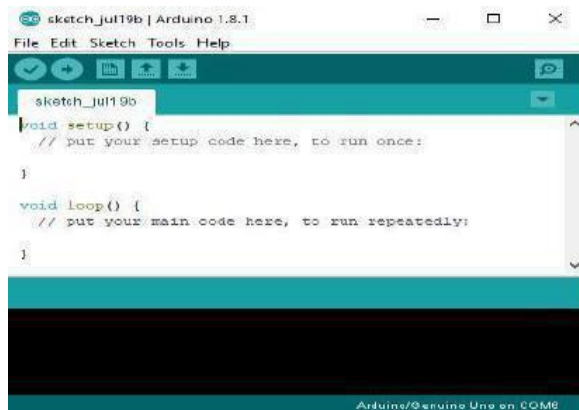 sketch_jul19b | Arduino 1.8.1
File Edit Sketch Tools Help
sketch_jul19b
void setup() {
// put your setup code here, to run once:
}
void loop() {
// put your main code here, to run repeatedly:
}
Arduino/Genuino Uno on COM6